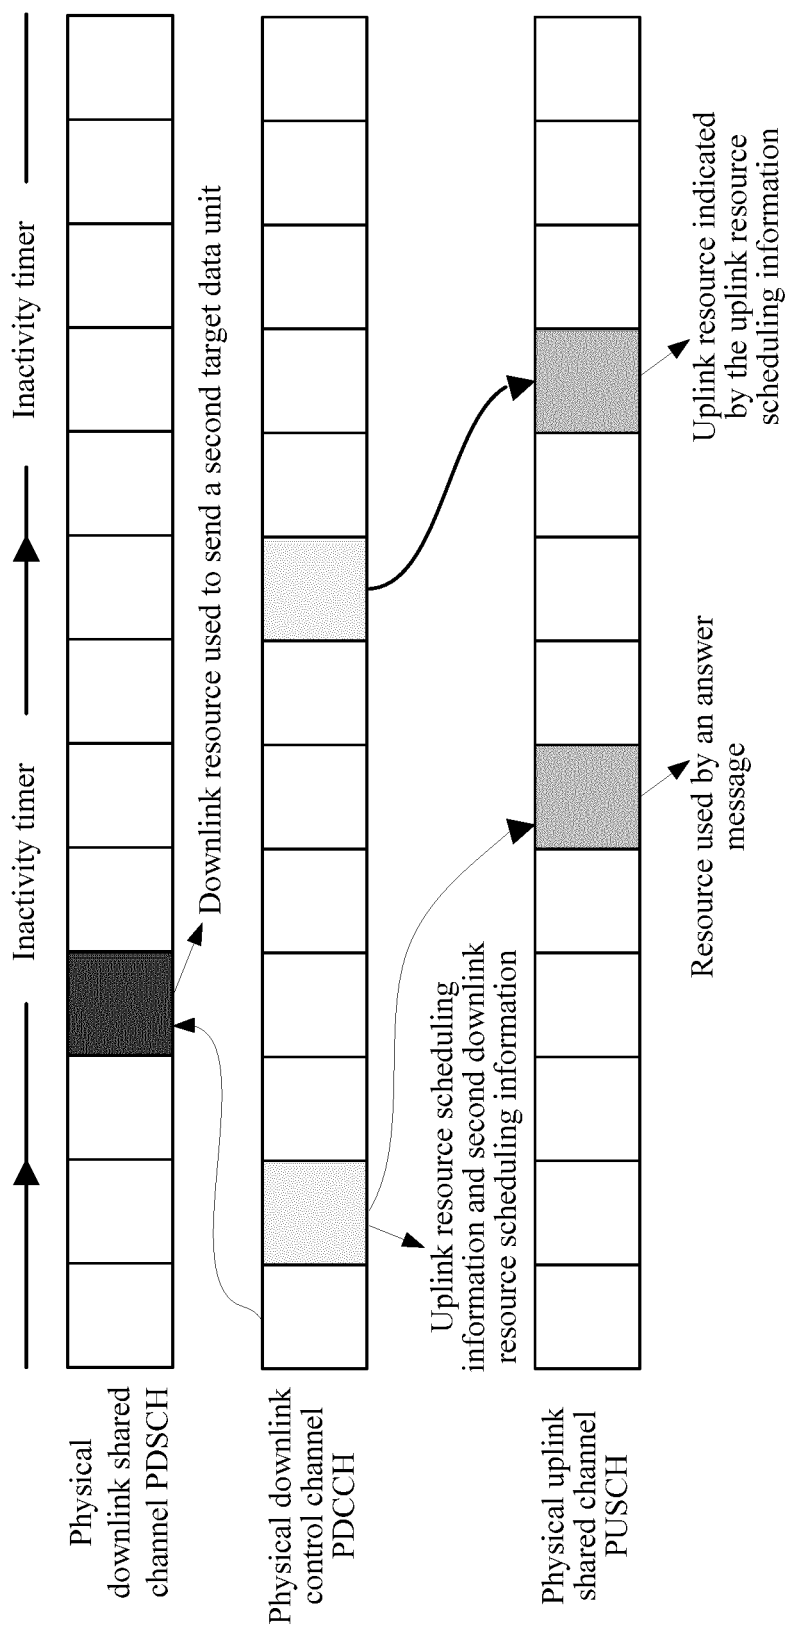 Inactivity timer
Inactivity timer
Physical
downlink shared
channel PDSCH
Downlink resource used to send a second target data unit
Physical downlink
control channel
PDCCH
Uplink resource scheduling
information and second downlink
resource scheduling information
Physical uplink
shared channel
PUSCH
Resource used by an answer
message
Uplink resource indicated
by the uplink resource
scheduling information